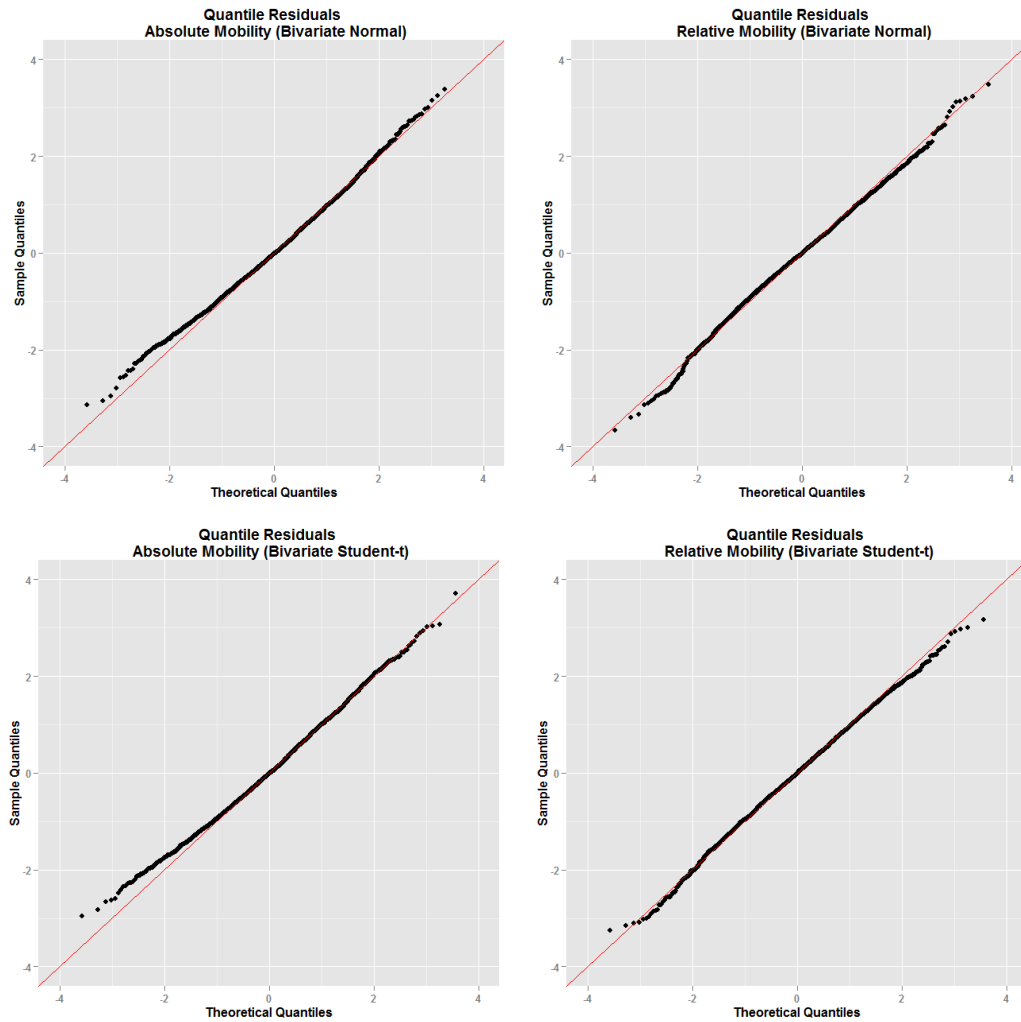 Quantile Residuals
Absolute Mobility (Bivariate Normal)
4
2
0
-2
-4
Sample Quantiles
-4
-2
0
2
4
Theoretical Quantiles
Quantile Residuals
Relative Mobility (Bivariate Normal)
4
2
0
-2
-4
Sample Quantiles
-4
-2
0
2
4
Theoretical Quantiles
Quantile Residuals
Absolute Mobility (Bivariate Student-t)
4
2
0
-2
-4
Sample Quantiles
-4
-2
0
2
4
Theoretical Quantiles
Quantile Residuals
Relative Mobility (Bivariate Student-t)
4
2
0
-2
-4
Sample Quantiles
-4
-2
0
2
4
Theoretical Quantiles